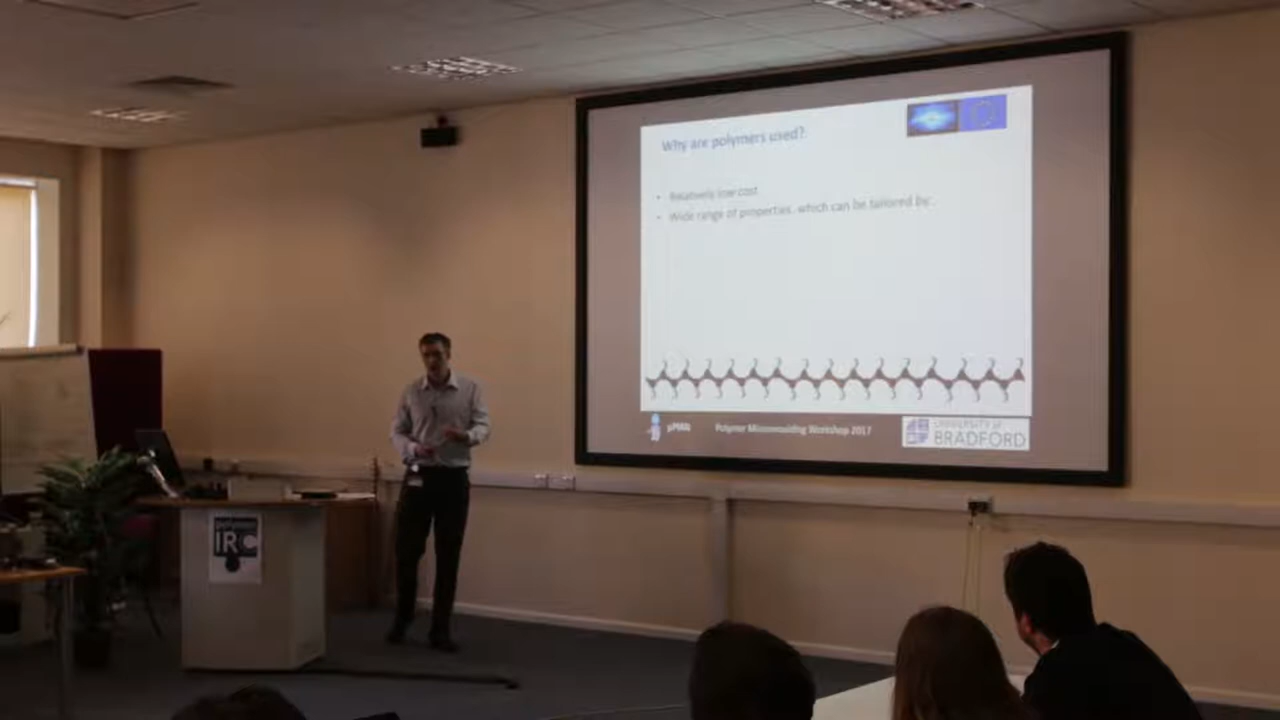 Why are polymers used?
• Relatively low cost
• Wide range of properties, which can be tailored by:
Polymer Micromoulding Workshop 2017
UNIVERSITY of
BRADFORD
polymer
IRC